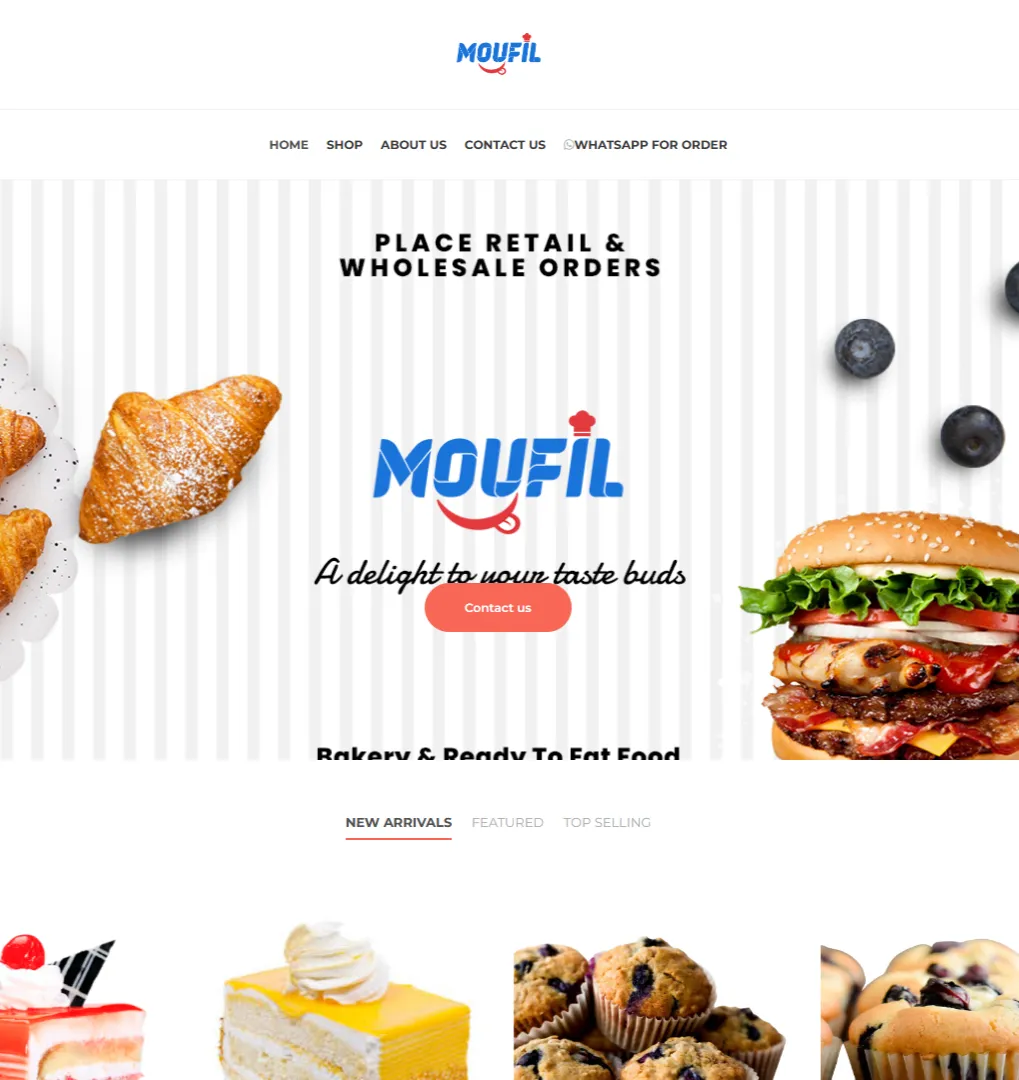 MOUFIL
HOME SHOP ABOUT US CONTACT US WHATSAPP FOR ORDER
PLACE RETAIL &
WHOLESALE ORDERS
MOUFIL
A delight to your taste buds
Contact us
Bakery & Ready To Eat Food
NEW ARRIVALS FEATURED TOP SELLING